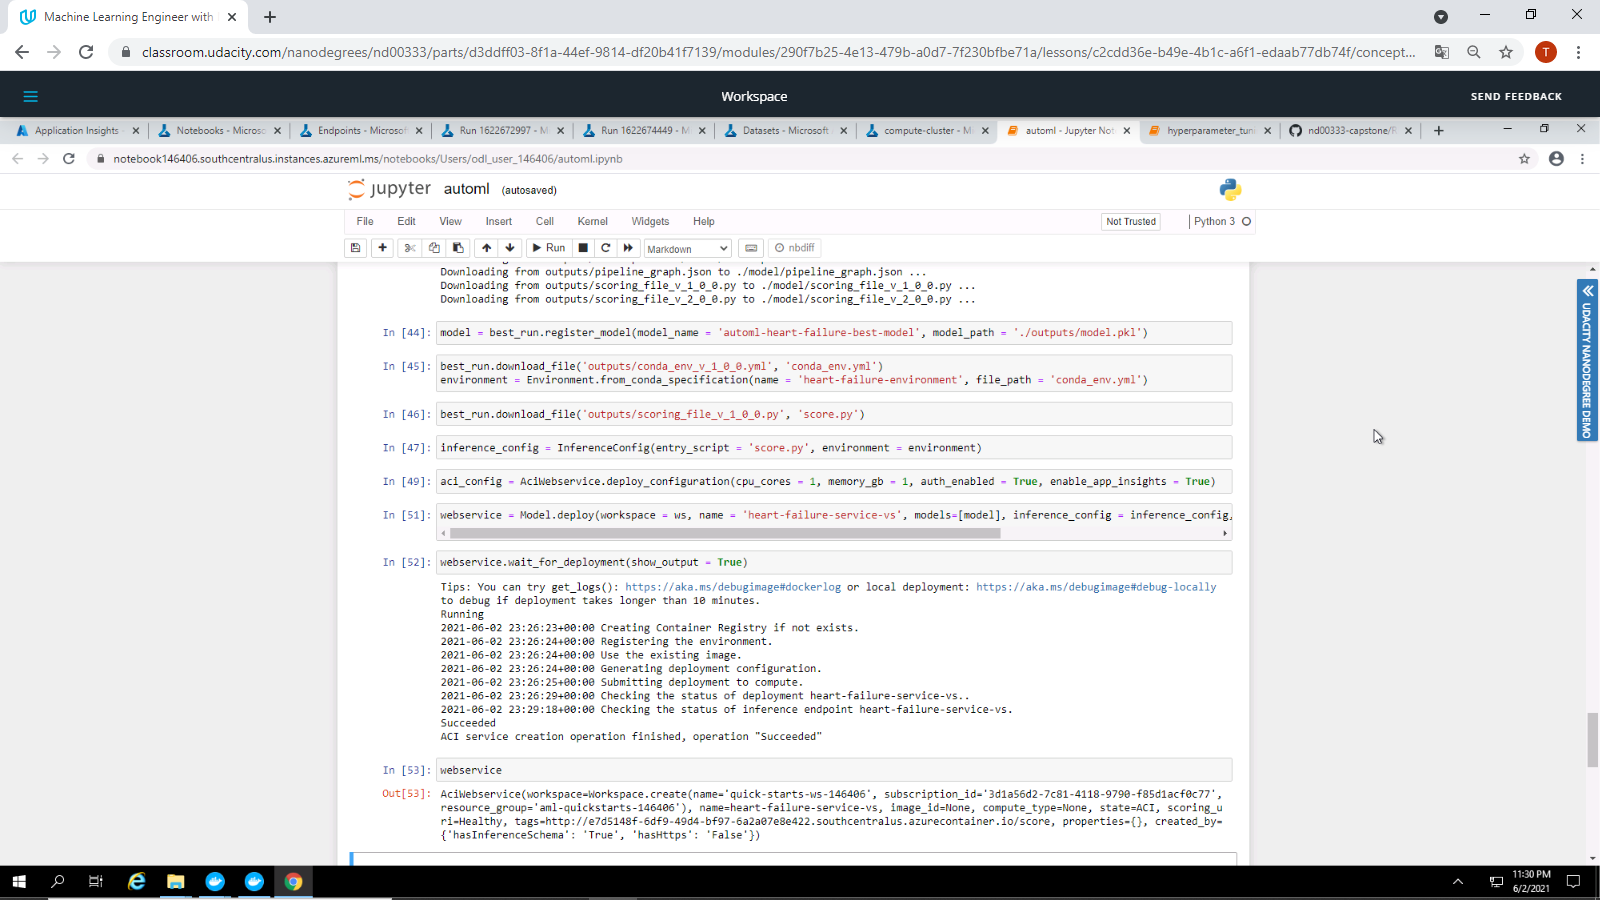 Machine Learning Engineer with
classroom.udacity.com/nanodegrees/nd00333/parts/d3ddff03-8f1a-44ef-9814-df20b41f7139/modules/290f7b25-4e13-479b-a0d7-7f230bfbe71a/lessons/c2cdd36e-b49e-4b1c-a6f1-edaab77db74f/concept...
T
Workspace
SEND FEEDBACK
Application Insights
Notebooks - Microsc
Endpoints - Microsof
Run 1622672997 - M
Run 1622674449 - M
Datasets - Microsoft
compute-cluster - M
automl - Jupyter Not
hyperparameter_tun
nd00333-capstone/R
notebook146406.southcentralus.instances.azureml.ms/notebooks/Users/odl_user_146406/automl.ipynb
jupyter automl (autosaved)
File Edit View Insert Cell Kernel Widgets Help
Not Trusted
Python 3
Run
Markdown
nbdiff
Downloading from outputs/pipeline_graph.json to ./model/pipeline_graph.json ...
Downloading from outputs/scoring_file_v_1_0_0.py to ./model/scoring_file_v_1_0_0.py ...
Downloading from outputs/scoring_file_v_2_0_0.py to ./model/scoring_file_v_2_0_0.py ...
In [44]: model = best_run.register_model(model_name = 'automl-heart-failure-best-model', model_path = './outputs/model.pkl')
In [45]: best_run.download_file('outputs/conda_env_v_1_0_0.yml', 'conda_env.yml')
environment = Environment.from_conda_specification(name = 'heart-failure-environment', file_path = 'conda_env.yml')
In [46]: best_run.download_file('outputs/scoring_file_v_1_0_0.py', 'score.py')
In [47]: inference_config = InferenceConfig(entry_script = 'score.py', environment = environment)
In [49]: aci_config = AciWebservice.deploy_configuration(cpu_cores = 1, memory_gb = 1, auth_enabled = True, enable_app_insights = True)
In [51]: webservice = Model.deploy(workspace = ws, name = 'heart-failure-service-vs', models=[model], inference_config = inference_config,
In [52]: webservice.wait_for_deployment(show_output = True)
Tips: You can try get_logs(): https://aka.ms/debugimage#dockerlog or local deployment: https://aka.ms/debugimage#debug-locally
to debug if deployment takes longer than 10 minutes.
Running
2021-06-02 23:26:23+00:00 Creating Container Registry if not exists.
2021-06-02 23:26:24+00:00 Registering the environment.
2021-06-02 23:26:24+00:00 Use the existing image.
2021-06-02 23:26:24+00:00 Generating deployment configuration.
2021-06-02 23:26:25+00:00 Submitting deployment to compute.
2021-06-02 23:26:29+00:00 Checking the status of deployment heart-failure-service-vs..
2021-06-02 23:29:18+00:00 Checking the status of inference endpoint heart-failure-service-vs.
Succeeded
ACI service creation operation finished, operation "Succeeded"
In [53]: webservice
Out[53]: AciWebservice(workspace=Workspace.create(name='quick-starts-ws-146406', subscription_id='3d1a56d2-7c81-4118-9790-f85d1acf0c77',
resource_group='aml-quickstarts-146406'), name=heart-failure-service-vs, image_id=None, compute_type=None, state=ACI, scoring_u
ri=Healthy, tags=http://e7d5148f-6df9-49d4-bf97-6a2a07e8e422.southcentralus.azurecontainer.io/score, properties={}, created_by=
{'hasInferenceSchema': 'True', 'hasHttps': 'False'})
UDACITY NANODEGREE DEMO
11:30 PM
6/2/2021